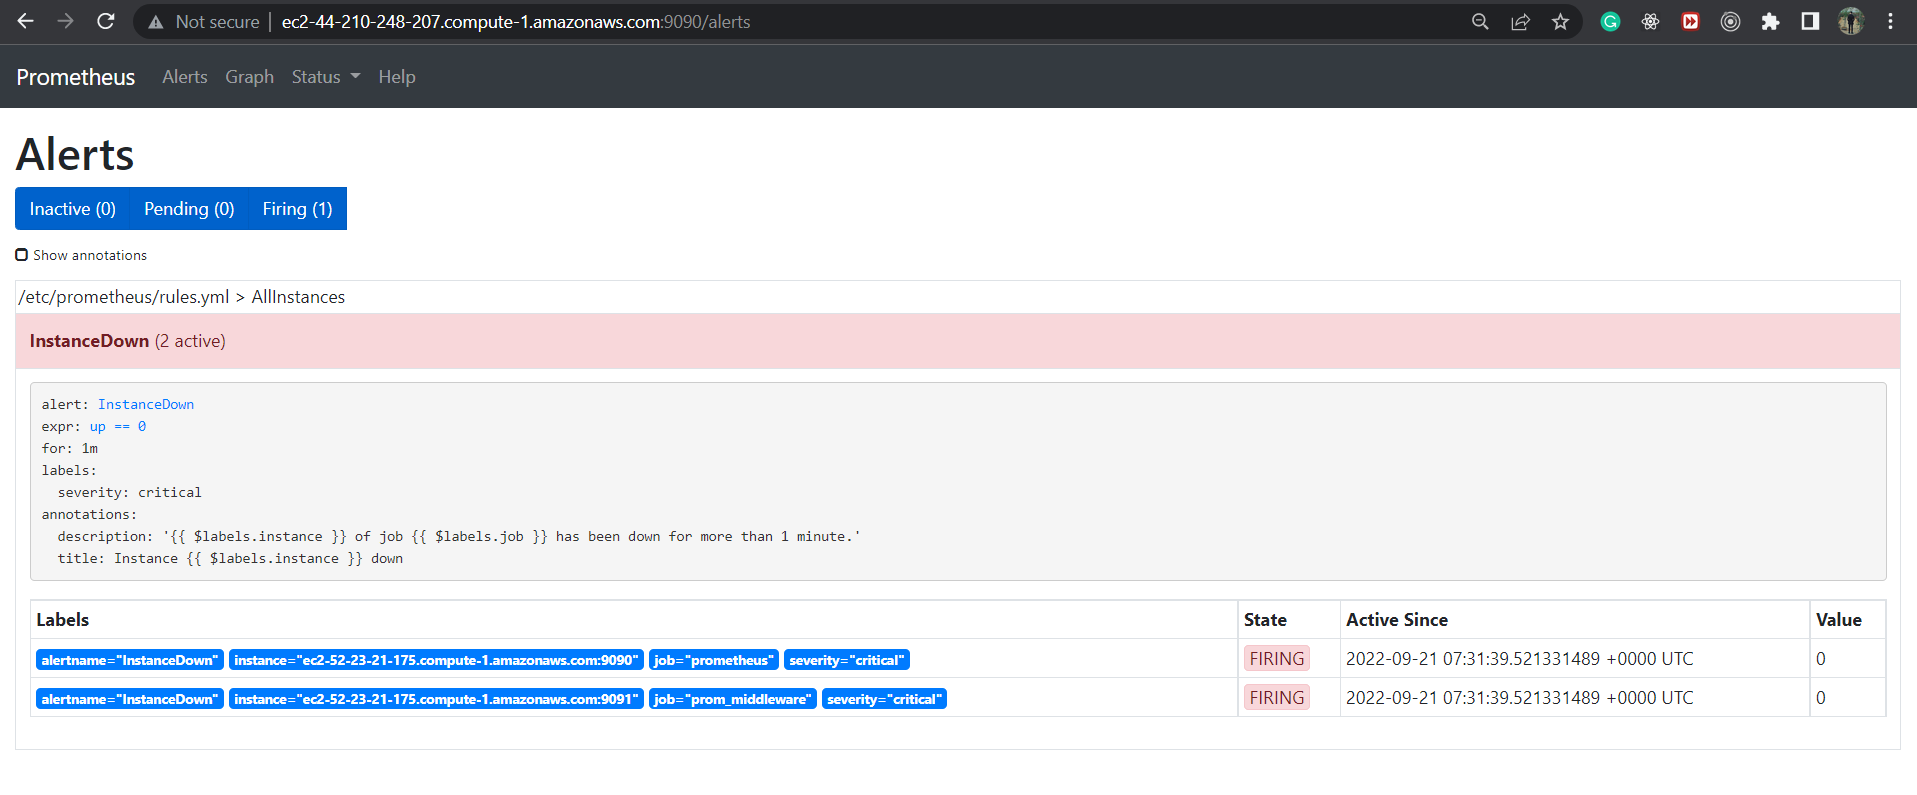 Not secure | ec2-44-210-248-207.compute-1.amazonaws.com:9090/alerts
Prometheus Alerts Graph Status Help
Alerts
Inactive (0) Pending (0) Firing (1)
Show annotations
/etc/prometheus/rules.yml > AllInstances
InstanceDown (2 active)
alert: InstanceDown
expr: up == 0
for: 1m
labels:
  severity: critical
annotations:
  description: '{{ $labels.instance }} of job {{ $labels.job }} has been down for more than 1 minute.'
  title: Instance {{ $labels.instance }} down
Labels State Active Since Value
alertname="InstanceDown" instance="ec2-52-23-21-175.compute-1.amazonaws.com:9090" job="prometheus" severity="critical" FIRING 2022-09-21 07:31:39.521331489 +0000 UTC 0
alertname="InstanceDown" instance="ec2-52-23-21-175.compute-1.amazonaws.com:9091" job="prom_middleware" severity="critical" FIRING 2022-09-21 07:31:39.521331489 +0000 UTC 0